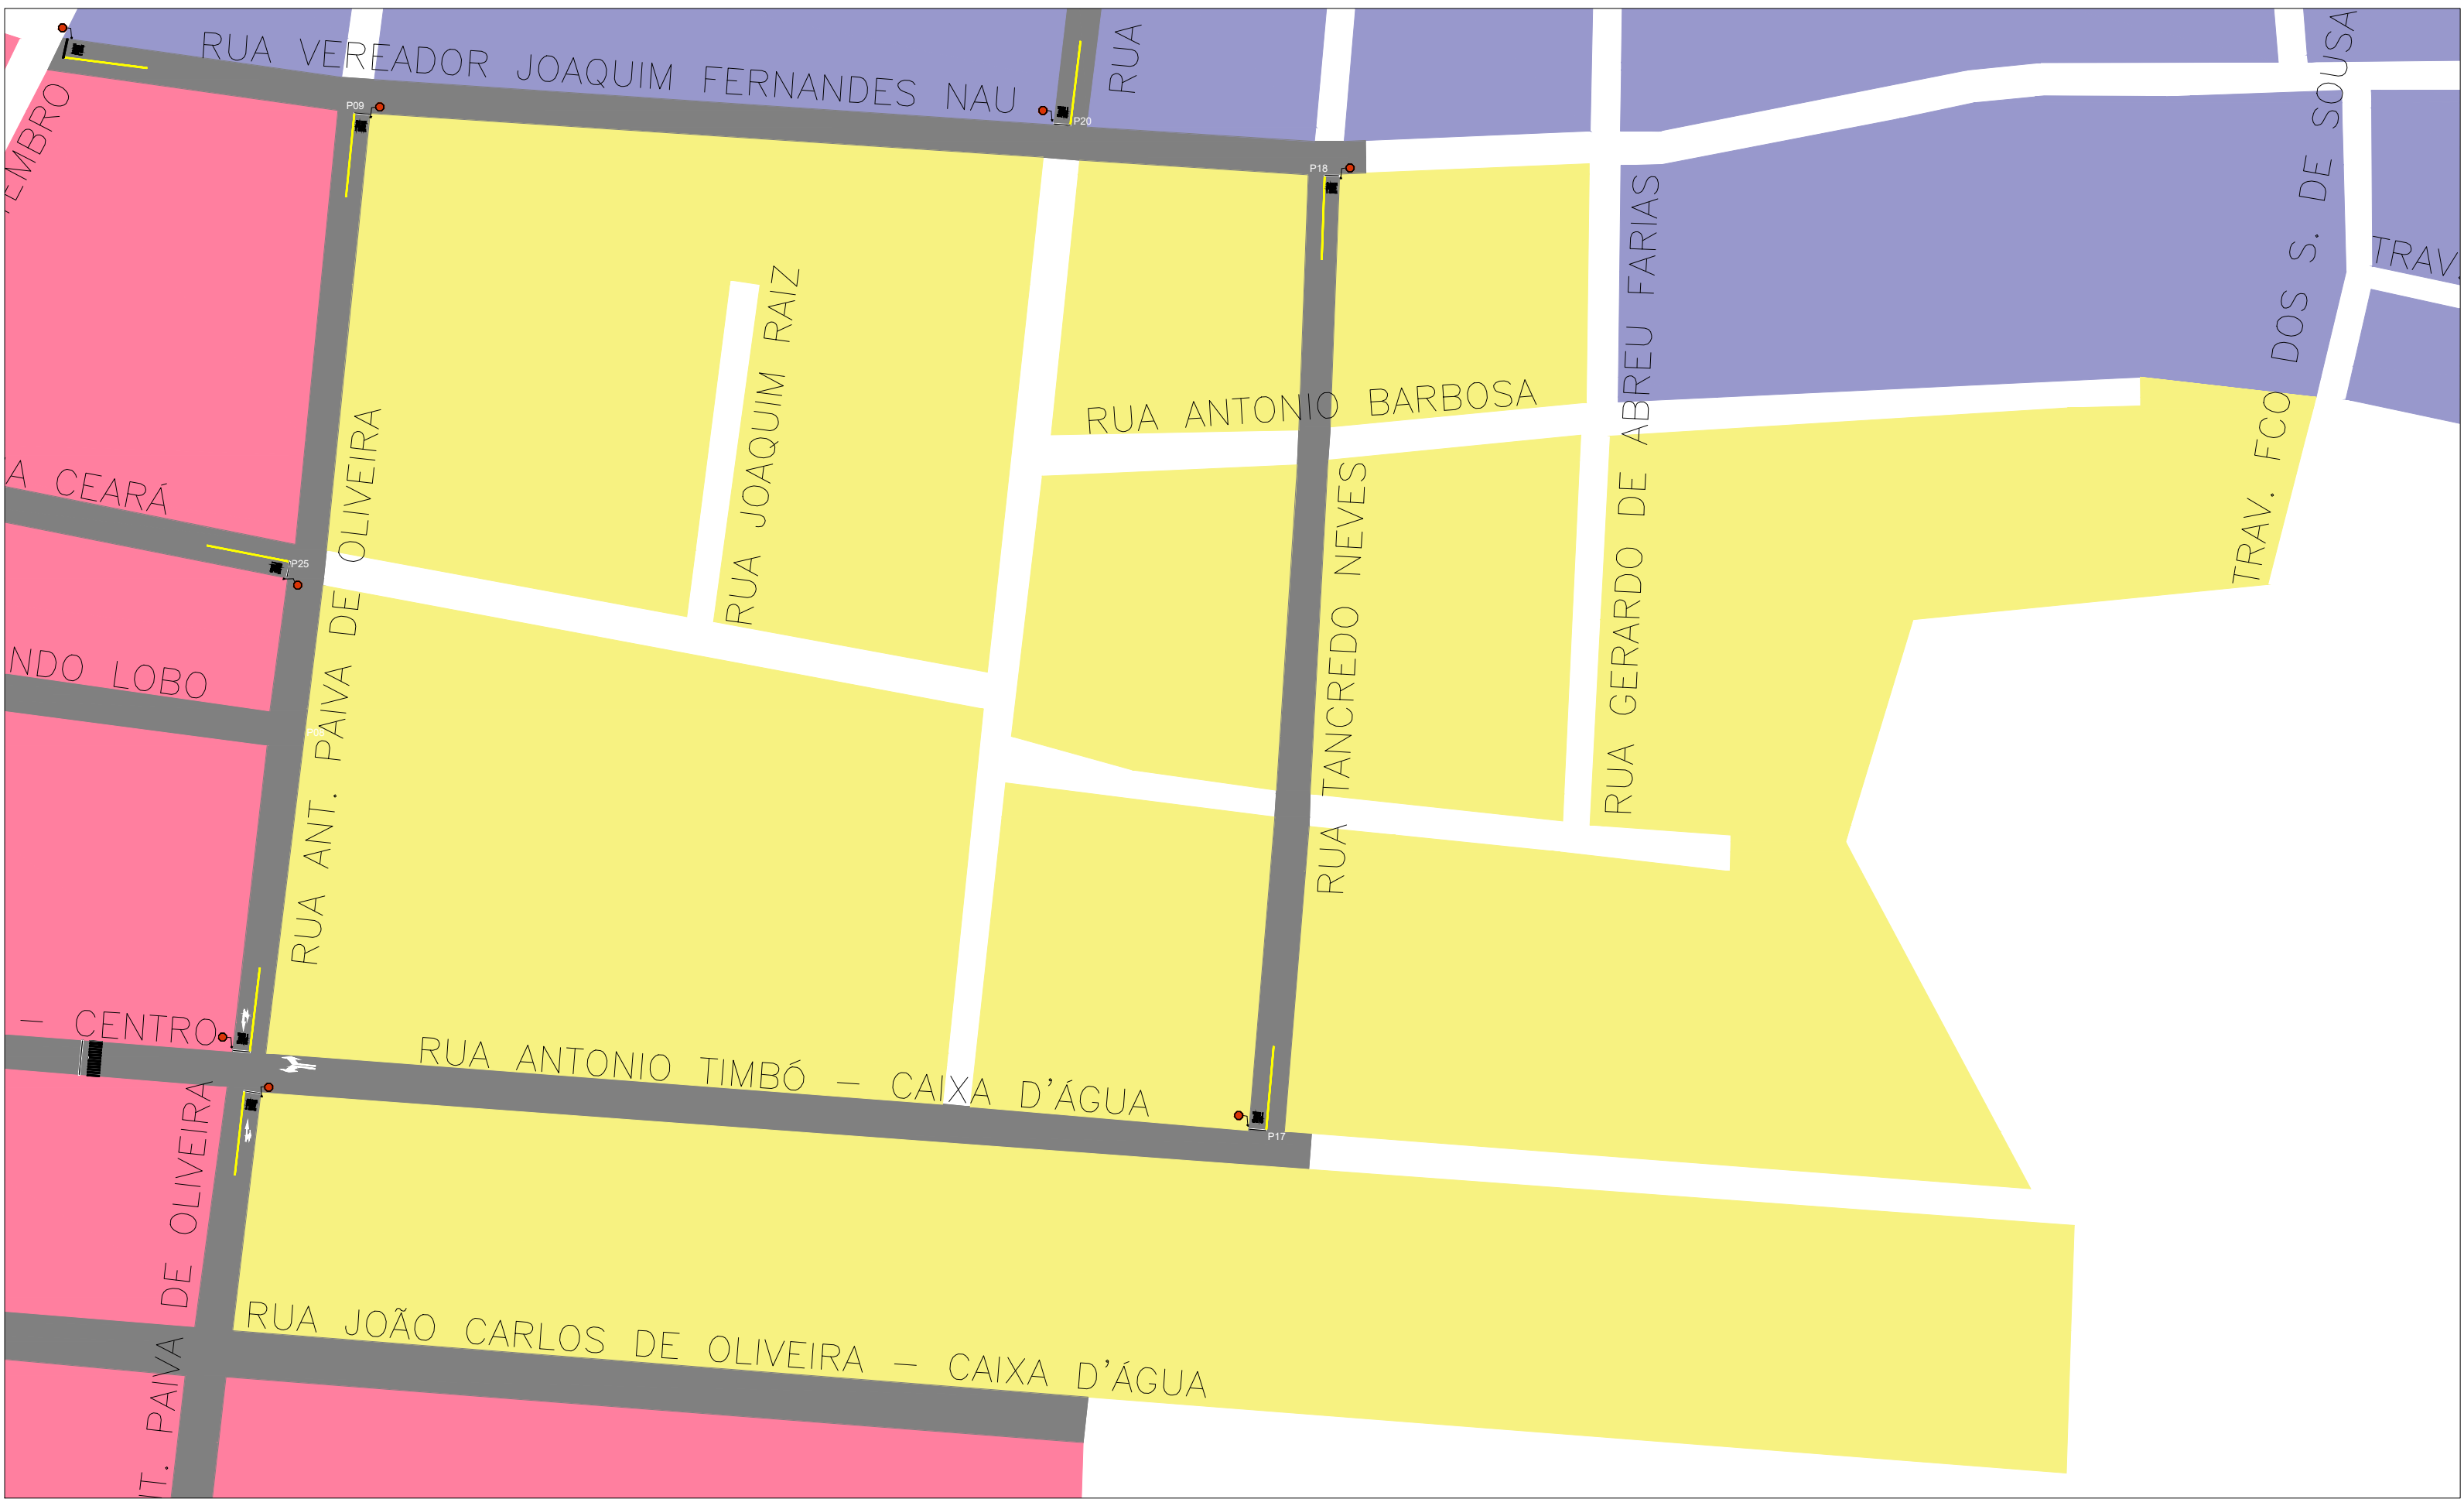 RUA VEREADOR JOAQUIM FERNANDES NAU
RUA
P09
P20
P18
EMBRO
TRAV. FCO DOS S. DE SOUSA
TRAV.
RUA JOAQUIM RAIZ
RUA ANTONIO BARBOSA
RUA GERARDO DE ABREU FARIAS
A CEARÁ
P25
RUA ANT. PAIVA DE OLIVEIRA
RUA TANCREDO NEVES
NDO LOBO
- CENTRO
RUA ANTONIO TIMBÓ - CAIXA D'ÁGUA
P17
NT. PAIVA DE OLIVEIRA
RUA JOÃO CARLOS DE OLIVEIRA - CAIXA D'ÁGUA